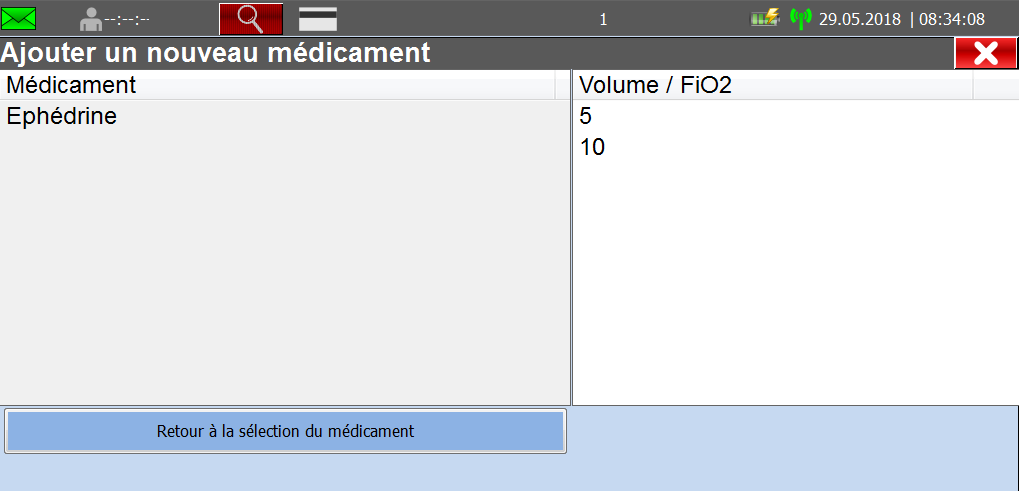 --:--:-- 1 29.05.2018 | 08:34:08
Ajouter un nouveau médicament
Médicament Volume / FiO2
Ephédrine 5
10
Retour à la sélection du médicament